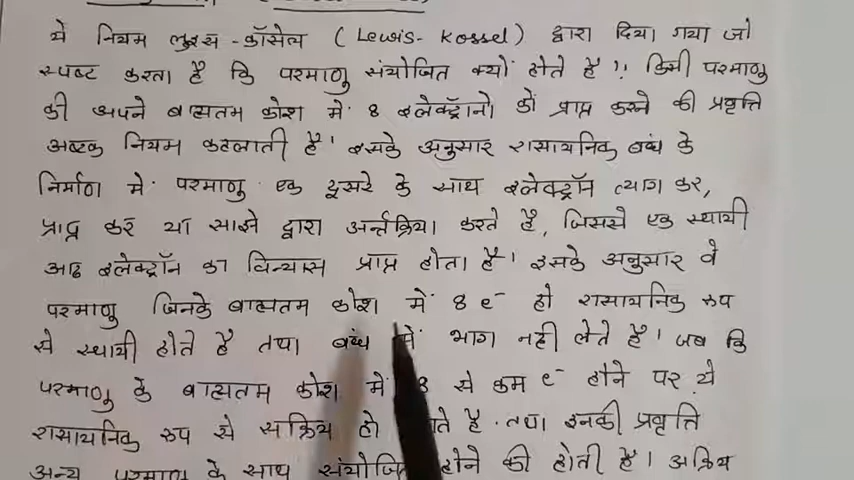 ये नियम लुइस-कॉसेल (Lewis-Kossel) द्वारा दिया गया जो
स्पष्ट करता है कि परमाणु संयोजित क्यों होते है। किसी परमाणु
की अपने बाह्यतम कोश में 8 इलेक्ट्रॉनो को प्राप्त करने की प्रवृत्ति
अष्टक नियम कहलाती है। इसके अनुसार रासायनिक बंध के
निर्माण में परमाणु एक दूसरे के साथ इलेक्ट्रॉन त्याग कर,
प्राप्त कर या साझे द्वारा अर्न्तक्रिया करते है, जिससे एक स्थायी
आठ इलेक्ट्रॉन का विन्यास प्राप्त होता है। इसके अनुसार वे
परमाणु जिनके बाह्यतम कोश में 8 e⁻ हो रासायनिक रुप
से स्थायी होते है तथा बंध में भाग नही लेते है। जब कि
परमाणु के बाह्यतम कोश में 8 से कम e⁻ होने पर ये
रासायनिक रुप से सक्रिय हो जाते है. तथा इनकी प्रवृत्ति
अन्य परमाणु के साथ संयोजित होने की होती है। अक्रिय